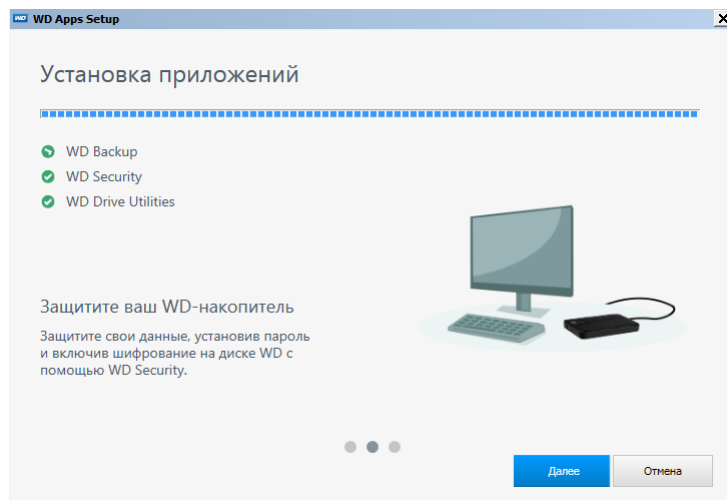 WD WD Apps Setup
Установка приложений
WD Backup
WD Security
WD Drive Utilities
Защитите ваш WD-накопитель
Защитите свои данные, установив пароль
и включив шифрование на диске WD с
помощью WD Security.
Далее Отмена